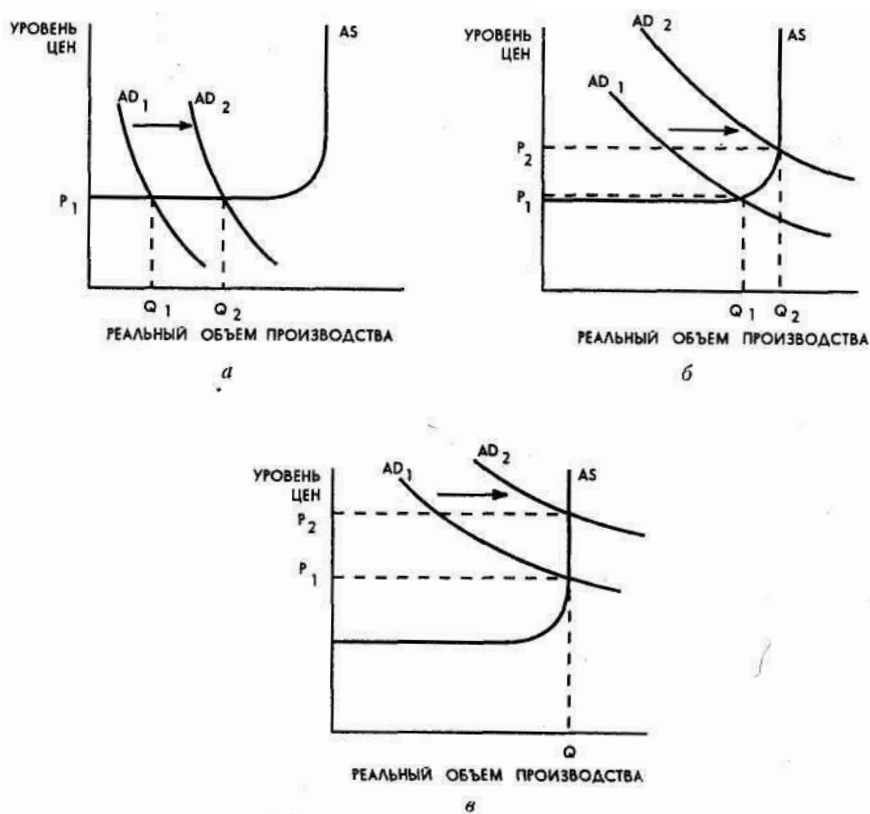 УРОВЕНЬ
ЦЕН
AS
AD 1
AD 2
P 1
Q 1 Q 2
РЕАЛЬНЫЙ ОБЪЕМ ПРОИЗВОДСТВА
а
УРОВЕНЬ
ЦЕН
AD 2
AS
AD 1
P 2
P 1
Q 1 Q 2
РЕАЛЬНЫЙ ОБЪЕМ ПРОИЗВОДСТВА
б
УРОВЕНЬ
ЦЕН
AD 1
AD 2
AS
P 2
P 1
Q
РЕАЛЬНЫЙ ОБЪЕМ ПРОИЗВОДСТВА
в